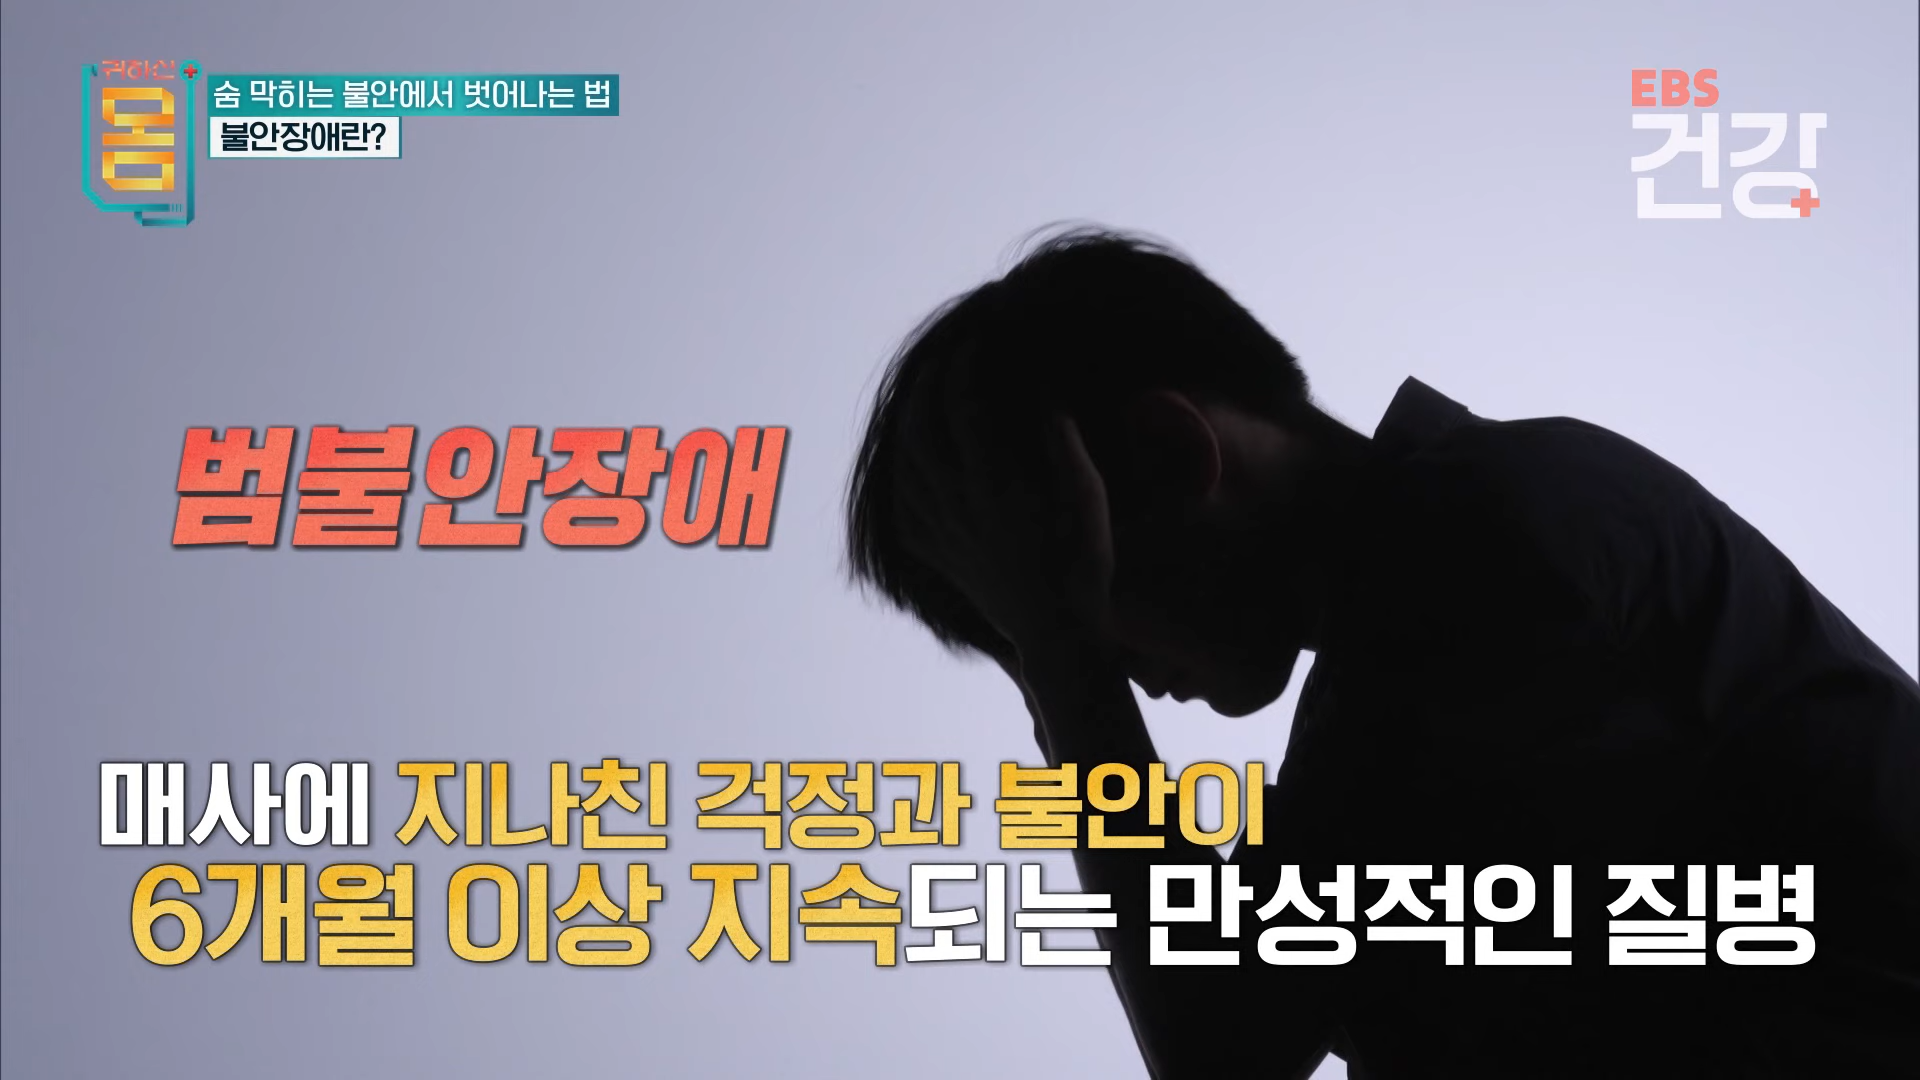 귀하신
몸
숨 막히는 불안에서 벗어나는 법
불안장애란?
EBS
건강
범불안장애
매사에 지나친 걱정과 불안이
6개월 이상 지속되는 만성적인 질병